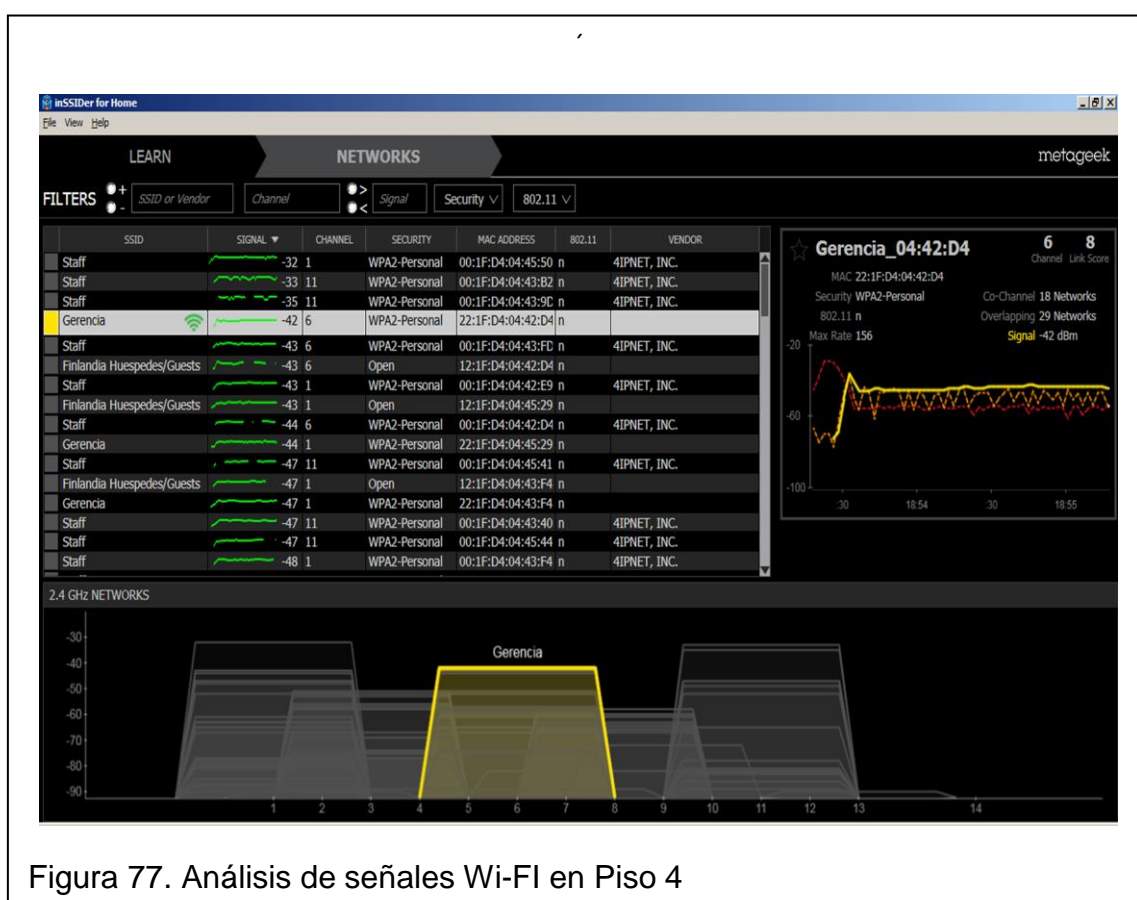 ´
inSSIDer for Home
File View Help
LEARN NETWORKS metageek
FILTERS + - SSID or Vendor Channel > < Signal Security 802.11
SSID SIGNAL ▼ CHANNEL SECURITY MAC ADDRESS 802.11 VENDOR
Staff -32 1 WPA2-Personal 00:1F:D4:04:45:50 n 4IPNET, INC.
Staff -33 11 WPA2-Personal 00:1F:D4:04:43:B2 n 4IPNET, INC.
Staff -35 11 WPA2-Personal 00:1F:D4:04:43:9D n 4IPNET, INC.
Gerencia -42 6 WPA2-Personal 22:1F:D4:04:42:D4 n
Staff -43 6 WPA2-Personal 00:1F:D4:04:43:FD n 4IPNET, INC.
Finlandia Huespedes/Guests -43 6 Open 12:1F:D4:04:42:D4 n
Staff -43 1 WPA2-Personal 00:1F:D4:04:42:E9 n 4IPNET, INC.
Finlandia Huespedes/Guests -43 1 Open 12:1F:D4:04:45:29 n
Staff -44 6 WPA2-Personal 00:1F:D4:04:42:D4 n 4IPNET, INC.
Gerencia -44 1 WPA2-Personal 22:1F:D4:04:45:29 n
Staff -47 11 WPA2-Personal 00:1F:D4:04:45:41 n 4IPNET, INC.
Finlandia Huespedes/Guests -47 1 Open 12:1F:D4:04:43:F4 n
Gerencia -47 1 WPA2-Personal 22:1F:D4:04:43:F4 n
Staff -47 11 WPA2-Personal 00:1F:D4:04:43:40 n 4IPNET, INC.
Staff -47 11 WPA2-Personal 00:1F:D4:04:45:44 n 4IPNET, INC.
Staff -48 1 WPA2-Personal 00:1F:D4:04:43:F4 n 4IPNET, INC.
Gerencia_04:42:D4 6 8
Channel Link Score
MAC 22:1F:D4:04:42:D4
Security WPA2-Personal Co-Channel 18 Networks
802.11 n Overlapping 29 Networks
Max Rate 156 Signal -42 dBm
-20
-60
-100
:30 18:54 :30 18:55
2.4 GHz NETWORKS
-30
Gerencia
-40
-50
-60
-70
-80
-90
1 2 3 4 5 6 7 8 9 10 11 12 13 14
Figura 77. Análisis de señales Wi-FI en Piso 4